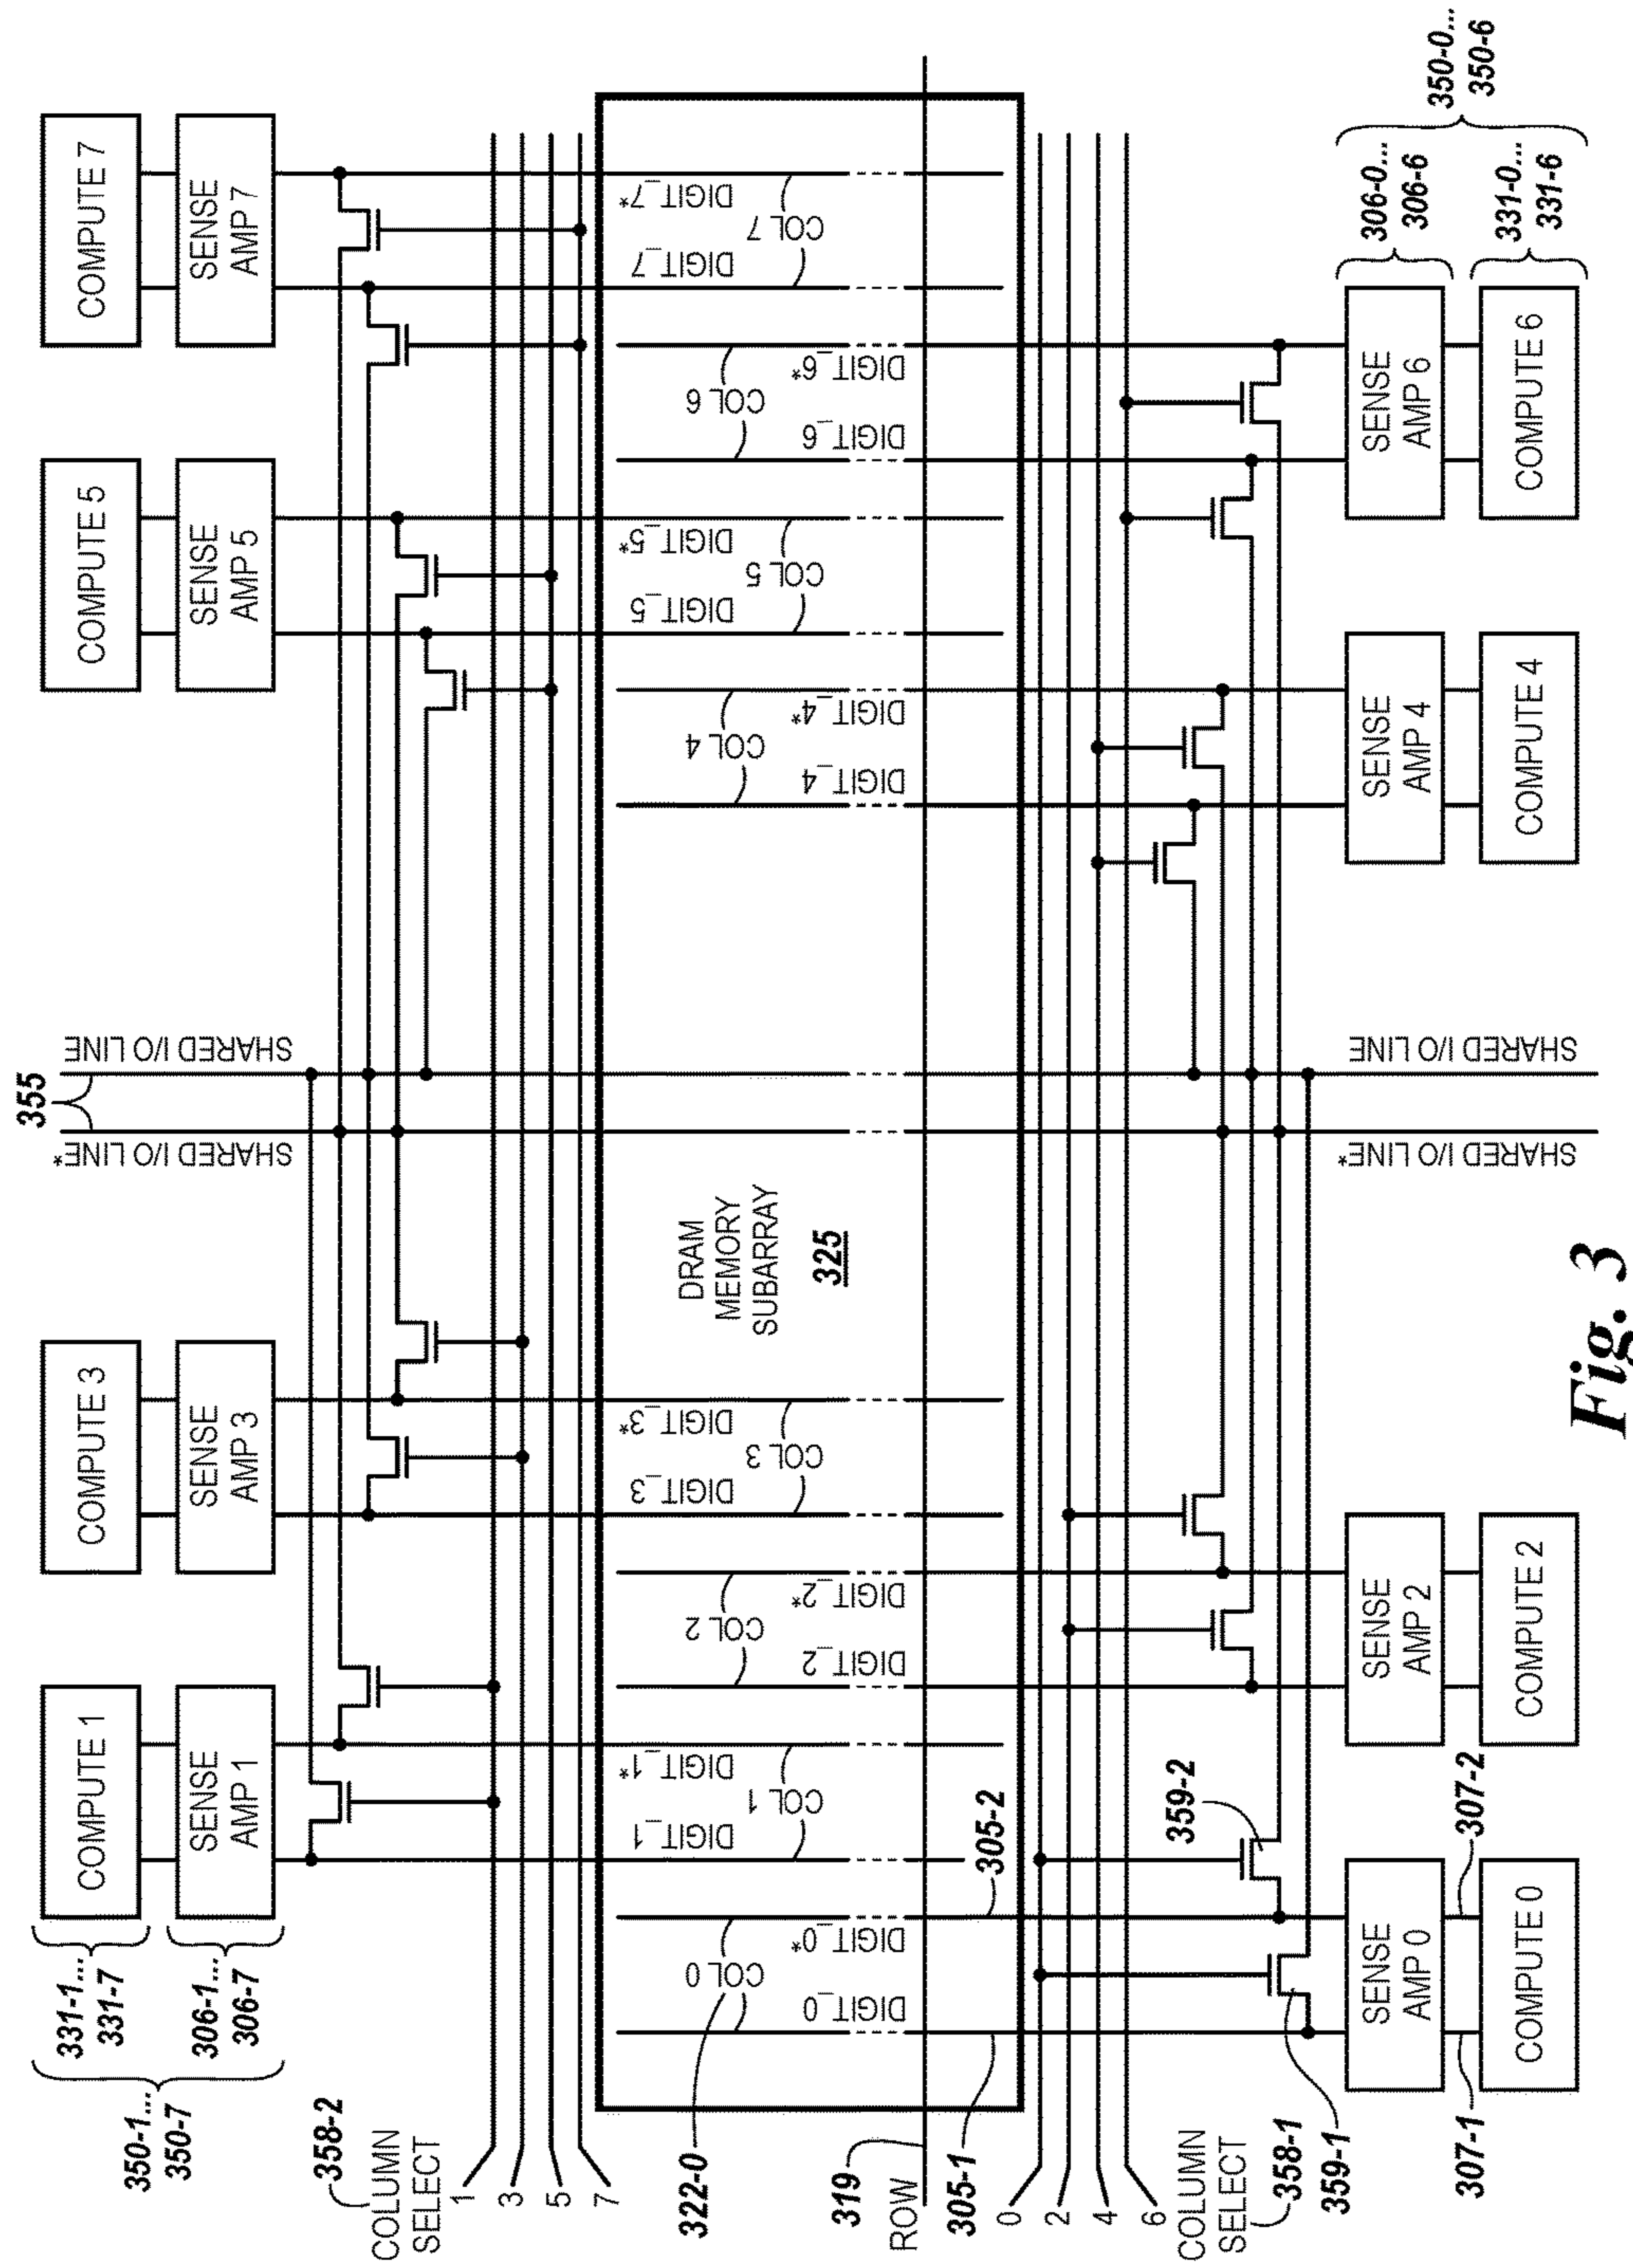 350-1...
350-7
331-1...
331-7
306-1...
306-7
COMPUTE 1
COMPUTE 3
COMPUTE 5
COMPUTE 7
SENSE
AMP 1
SENSE
AMP 3
SENSE
AMP 5
SENSE
AMP 7
355
SHARED I/O LINE*
SHARED I/O LINE
358-2
COLUMN
SELECT
1
3
5
7
DIGIT_1
DIGIT_1*
COL 1
DIGIT_3
DIGIT_3*
COL 3
DIGIT_5
DIGIT_5*
COL 5
DIGIT_7
DIGIT_7*
COL 7
322-0
COL 0
DIGIT_0
DIGIT_0*
COL 2
DIGIT_2
DIGIT_2*
DRAM
MEMORY
SUBARRAY
325
COL 4
DIGIT_4
DIGIT_4*
COL 6
DIGIT_6
DIGIT_6*
319
ROW
305-1
305-2
0
2
4
6
COLUMN
SELECT
358-1
359-1
359-2
SHARED I/O LINE*
SHARED I/O LINE
SENSE
AMP 0
SENSE
AMP 2
SENSE
AMP 4
SENSE
AMP 6
307-1
307-2
COMPUTE 0
COMPUTE 2
COMPUTE 4
COMPUTE 6
306-0...
306-6
331-0...
331-6
350-0...
350-6
Fig. 3